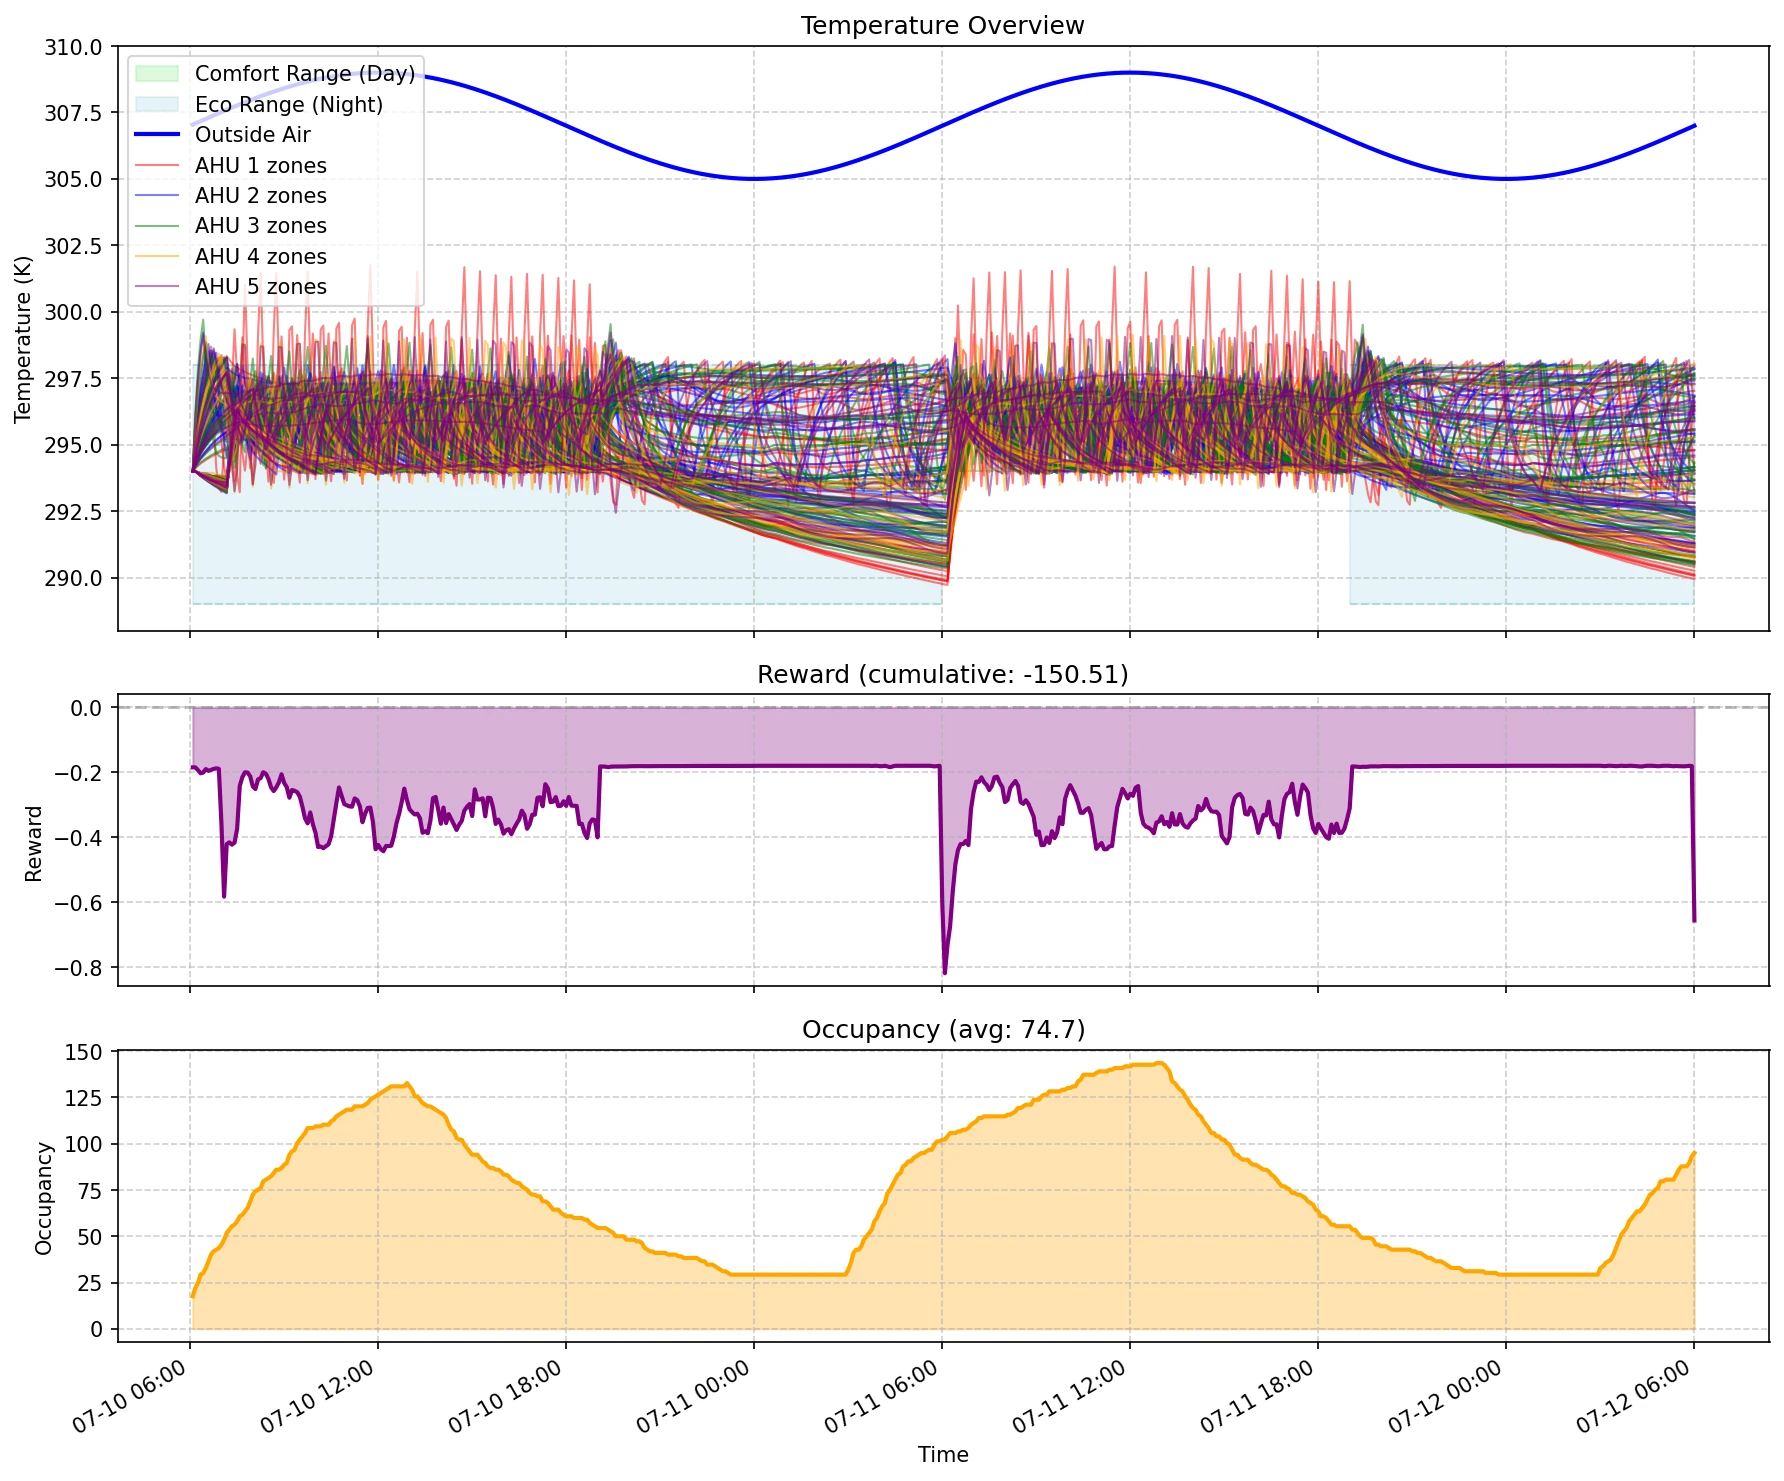 Temperature Overview
Temperature (K)
310.0
307.5
305.0
302.5
300.0
297.5
295.0
292.5
290.0
Comfort Range (Day)
Eco Range (Night)
Outside Air
AHU 1 zones
AHU 2 zones
AHU 3 zones
AHU 4 zones
AHU 5 zones
Reward (cumulative: -150.51)
Reward
0.0
−0.2
−0.4
−0.6
−0.8
Occupancy (avg: 74.7)
Occupancy
150
125
100
75
50
25
0
07-10 06:00
07-10 12:00
07-10 18:00
07-11 00:00
07-11 06:00
07-11 12:00
07-11 18:00
07-12 00:00
07-12 06:00
Time